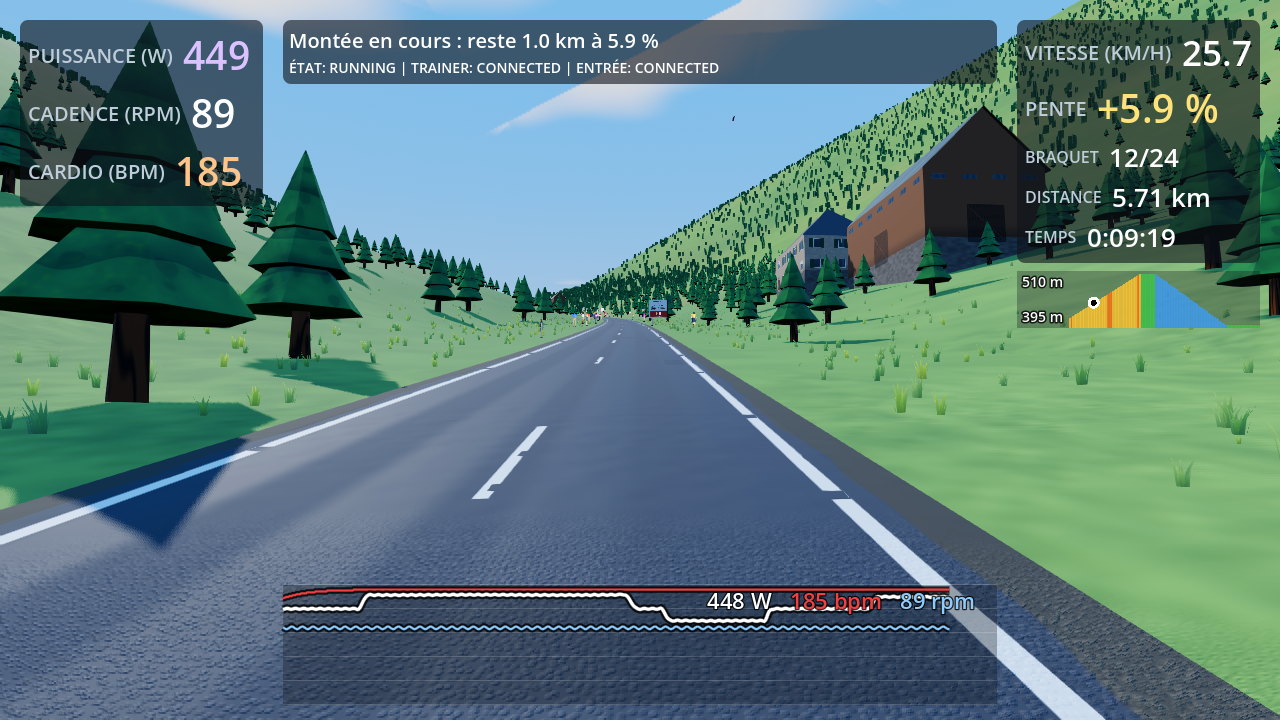 PUISSANCE (W) 449
CADENCE (RPM) 89
CARDIO (BPM) 185
Montée en cours : reste 1.0 km à 5.9 %
ÉTAT: RUNNING | TRAINER: CONNECTED | ENTRÉE: CONNECTED
VITESSE (KM/H) 25.7
PENTE +5.9 %
BRAQUET 12/24
DISTANCE 5.71 km
TEMPS 0:09:19
510 m
395 m
448 W 185 bpm 89 rpm